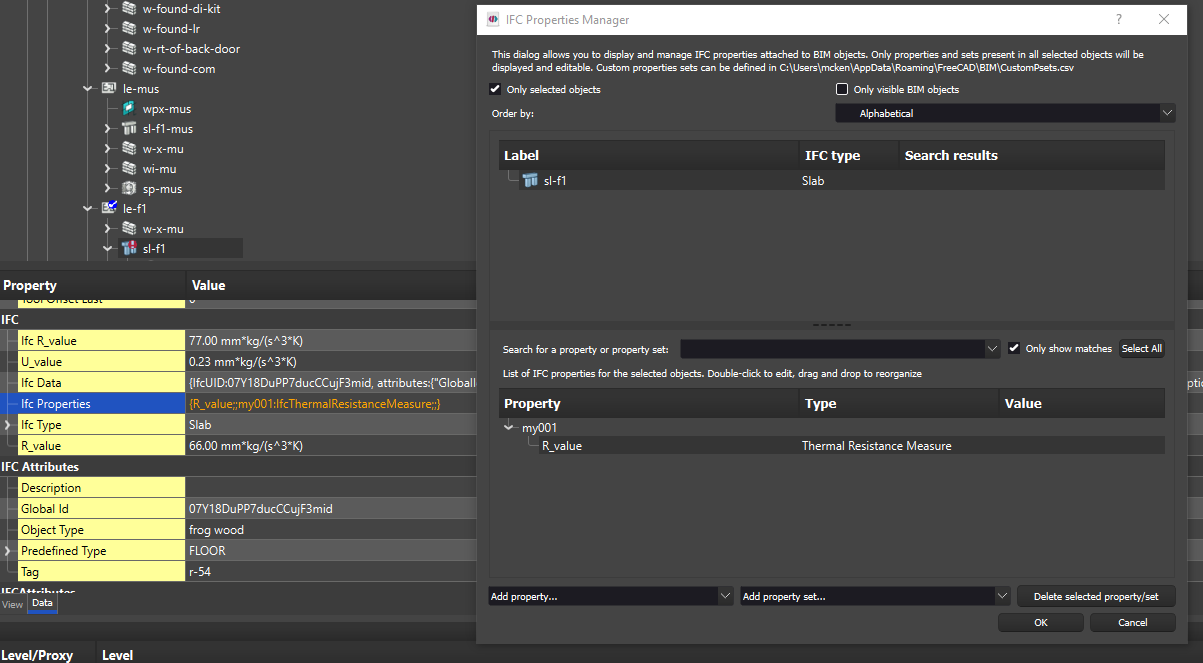 w-found-di-kit
w-found-lr
w-rt-of-back-door
w-found-com
le-mus
wpx-mus
sl-f1-mus
w-x-mu
wi-mu
sp-mus
le-f1
w-x-mu
sl-f1
Property Value
Tool Offset Last 0
IFC
Ifc R_value 77.00 mm*kg/(s^3*K)
U_value 0.23 mm*kg/(s^3*K)
Ifc Data {IfcUID:07Y18DuPP7ducCCujF3mid, attributes:{"Globall
Ifc Properties {R_value;;my001:IfcThermalResistanceMeasure;;}
Ifc Type Slab
R_value 66.00 mm*kg/(s^3*K)
IFC Attributes
Description
Global Id 07Y18DuPP7ducCCujF3mid
Object Type frog wood
Predefined Type FLOOR
Tag r-54
IFCAttributes
View Data
Level/Proxy Level
IFC Properties Manager ?
This dialog allows you to display and manage IFC properties attached to BIM objects. Only properties and sets present in all selected objects will be
displayed and editable. Custom properties sets can be defined in C:\Users\mcken\AppData\Roaming\FreeCAD\BIM\CustomPsets.csv
Only selected objects Only visible BIM objects
Order by: Alphabetical
Label IFC type Search results
sl-f1 Slab
Search for a property or property set: Only show matches Select All
List of IFC properties for the selected objects. Double-click to edit, drag and drop to reorganize
Property Type Value
my001
R_value Thermal Resistance Measure
Add property... Add property set... Delete selected property/set
OK Cancel
ptio